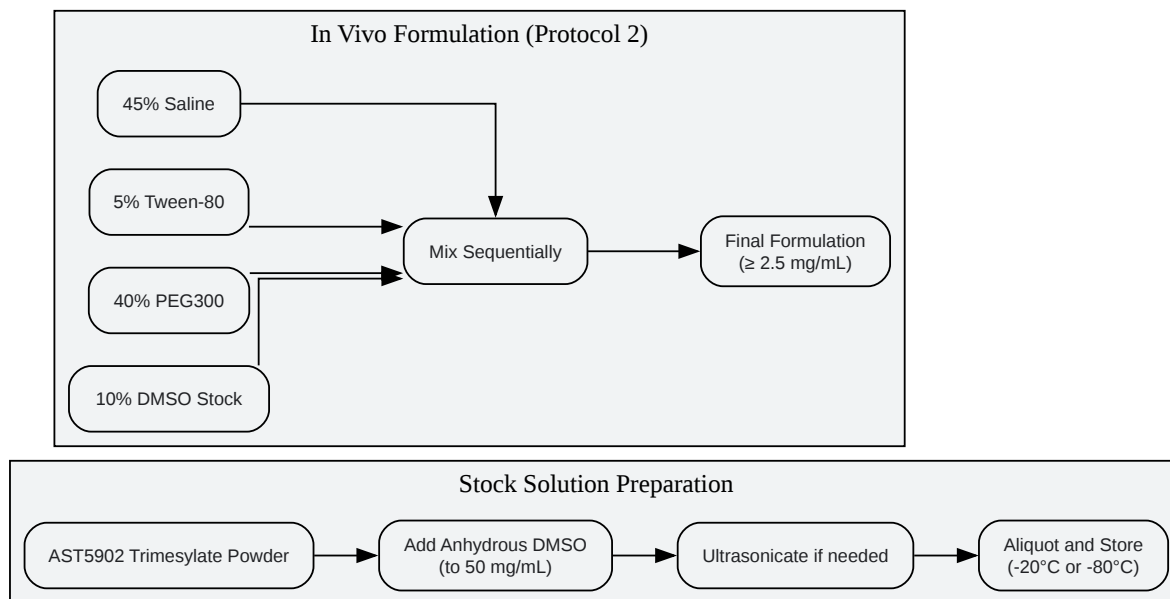 In Vivo Formulation (Protocol 2)
45% Saline
5% Tween-80
40% PEG300
10% DMSO Stock
Mix Sequentially
Final Formulation
(≥ 2.5 mg/mL)
Stock Solution Preparation
AST5902 Trimesylate Powder
Add Anhydrous DMSO
(to 50 mg/mL)
Ultrasonicate if needed
Aliquot and Store
(-20°C or -80°C)